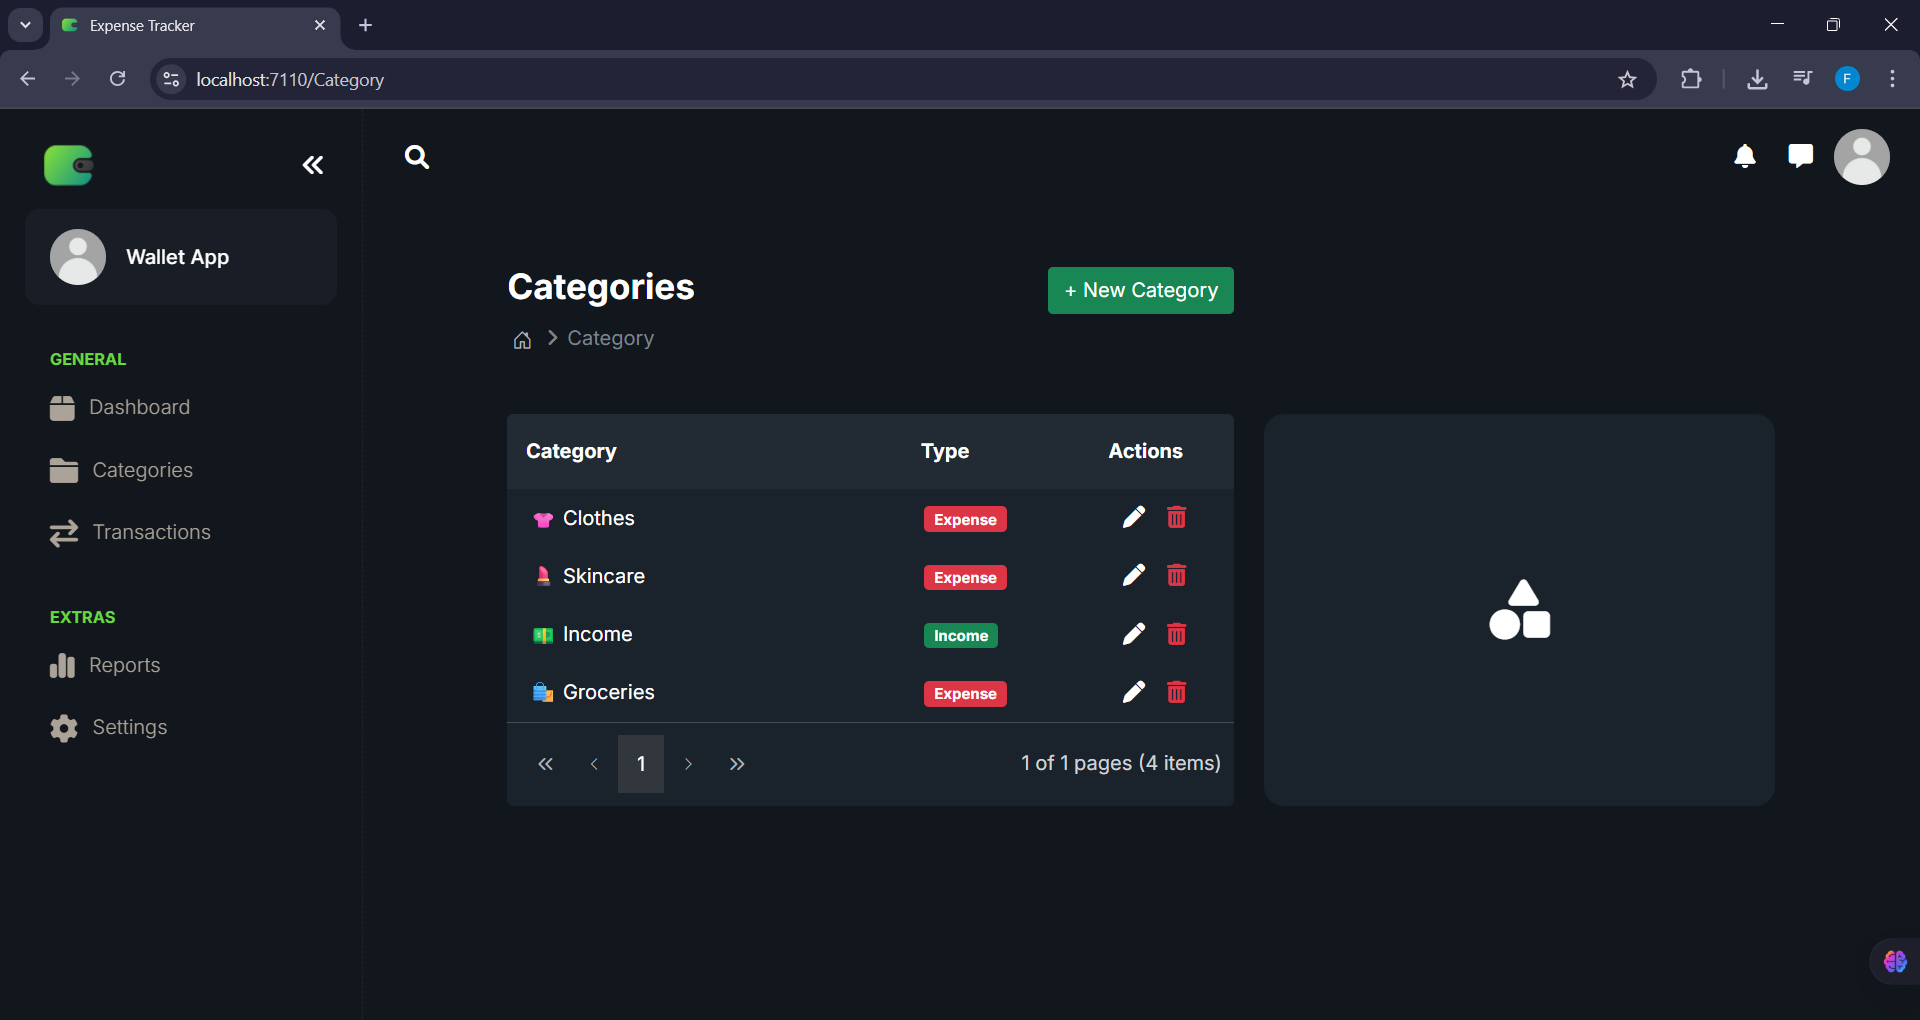 Expense Tracker
localhost:7110/Category
F
Wallet App
GENERAL
Dashboard
Categories
Transactions
EXTRAS
Reports
Settings
Categories
+ New Category
Category
Category Type Actions
Clothes Expense
Skincare Expense
Income Income
Groceries Expense
« ‹ 1 › » 1 of 1 pages (4 items)